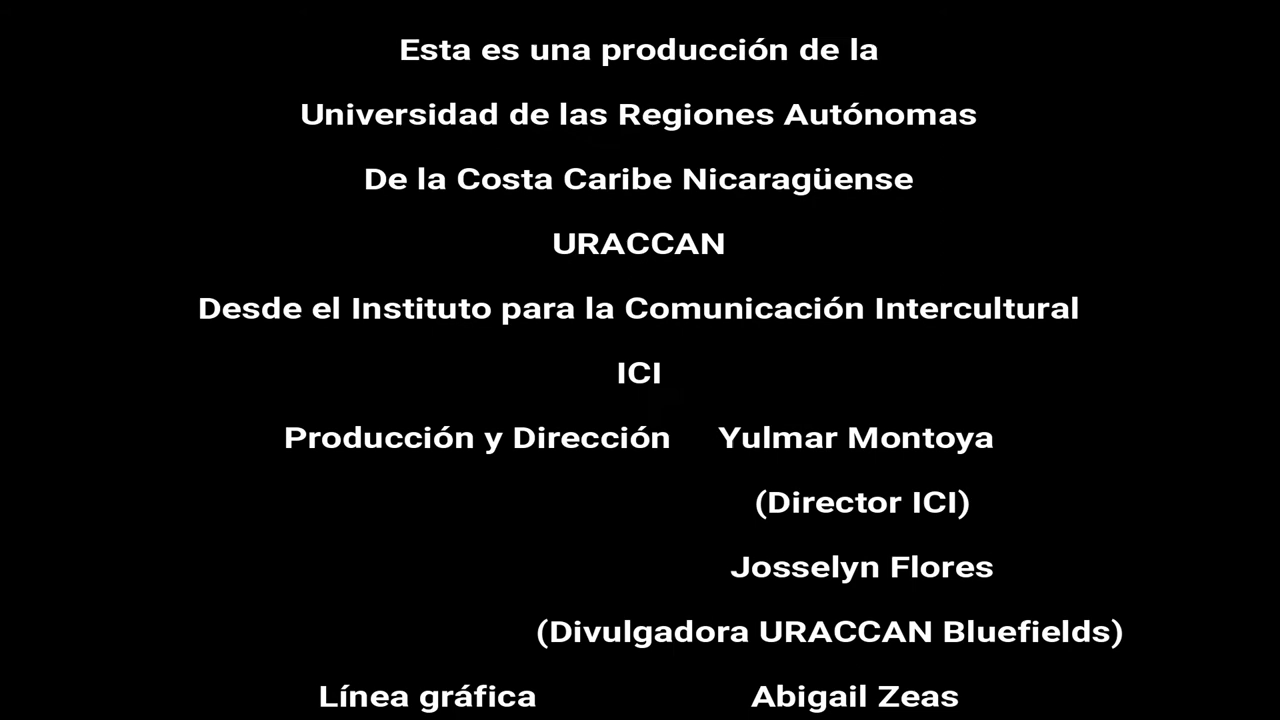 Esta es una producción de la
Universidad de las Regiones Autónomas
De la Costa Caribe Nicaragüense
URACCAN
Desde el Instituto para la Comunicación Intercultural
ICI
Producción y Dirección Yulmar Montoya
(Director ICI)
Josselyn Flores
(Divulgadora URACCAN Bluefields)
Línea gráfica Abigail Zeas